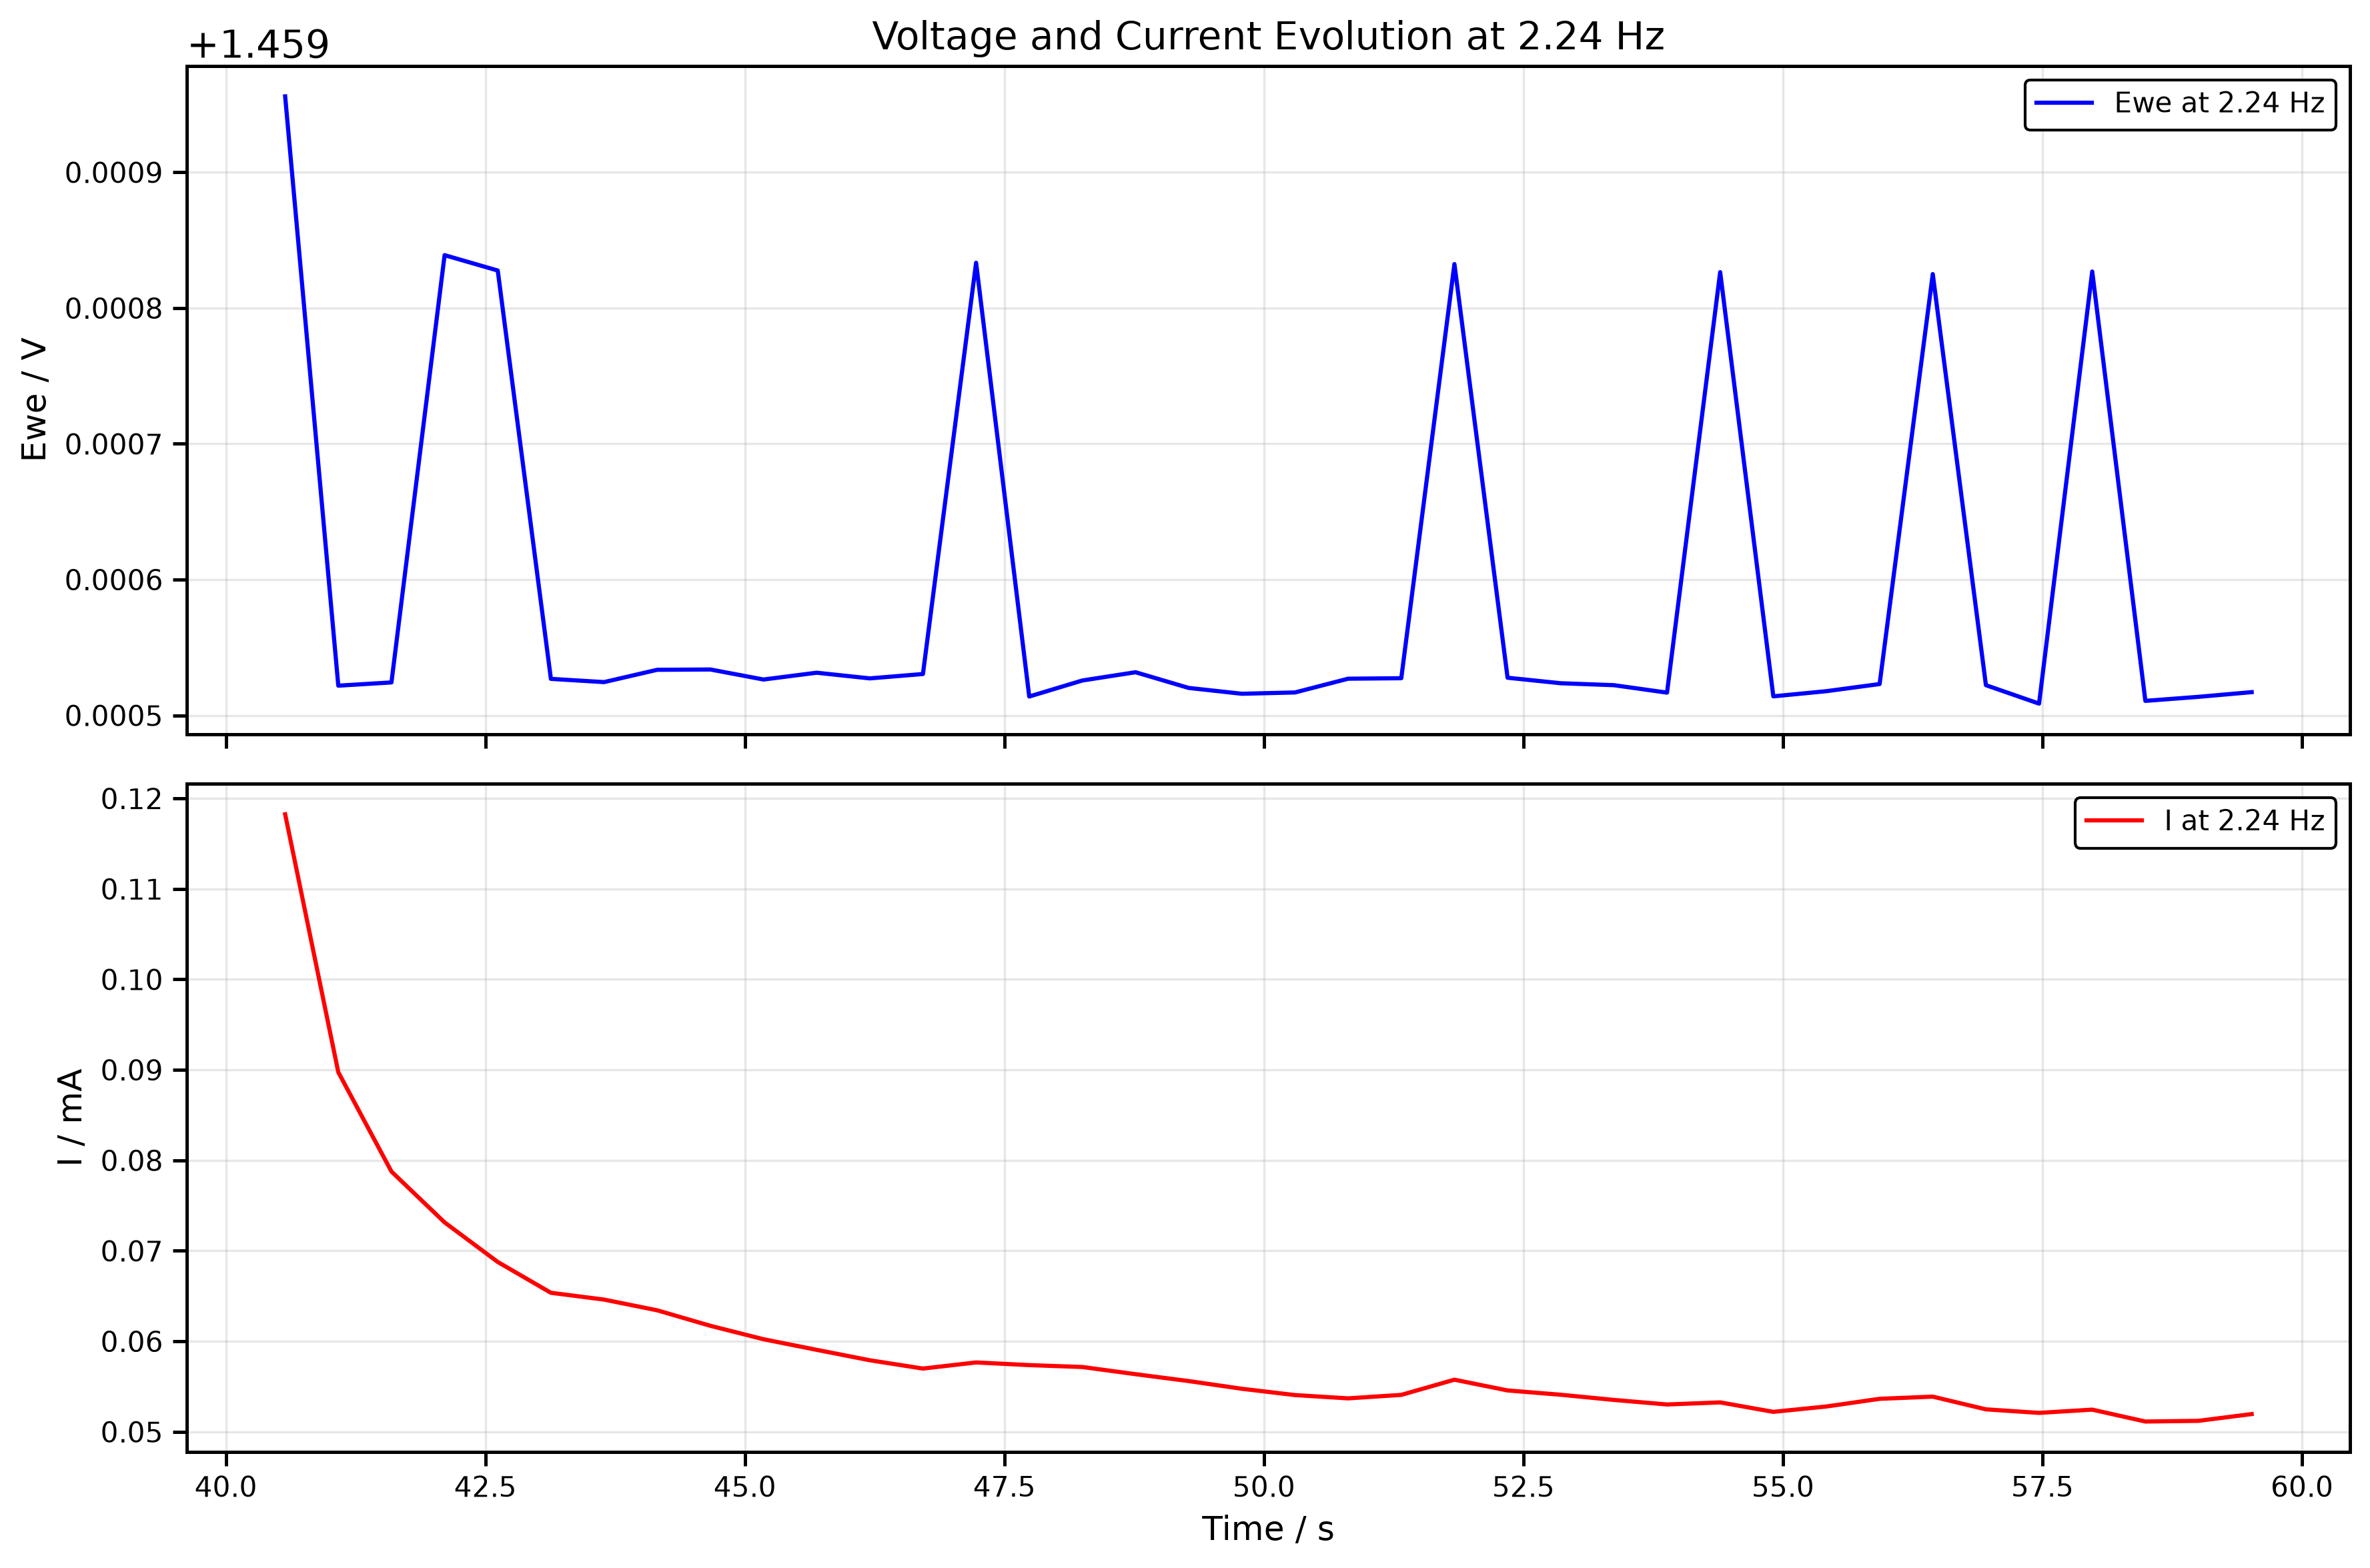 Voltage and Current Evolution at 2.24 Hz
+1.459
Ewe at 2.24 Hz
0.0009
0.0008
0.0007
0.0006
0.0005
Ewe / V
I at 2.24 Hz
0.12
0.11
0.10
0.09
0.08
0.07
0.06
0.05
I / mA
40.0 42.5 45.0 47.5 50.0 52.5 55.0 57.5 60.0
Time / s